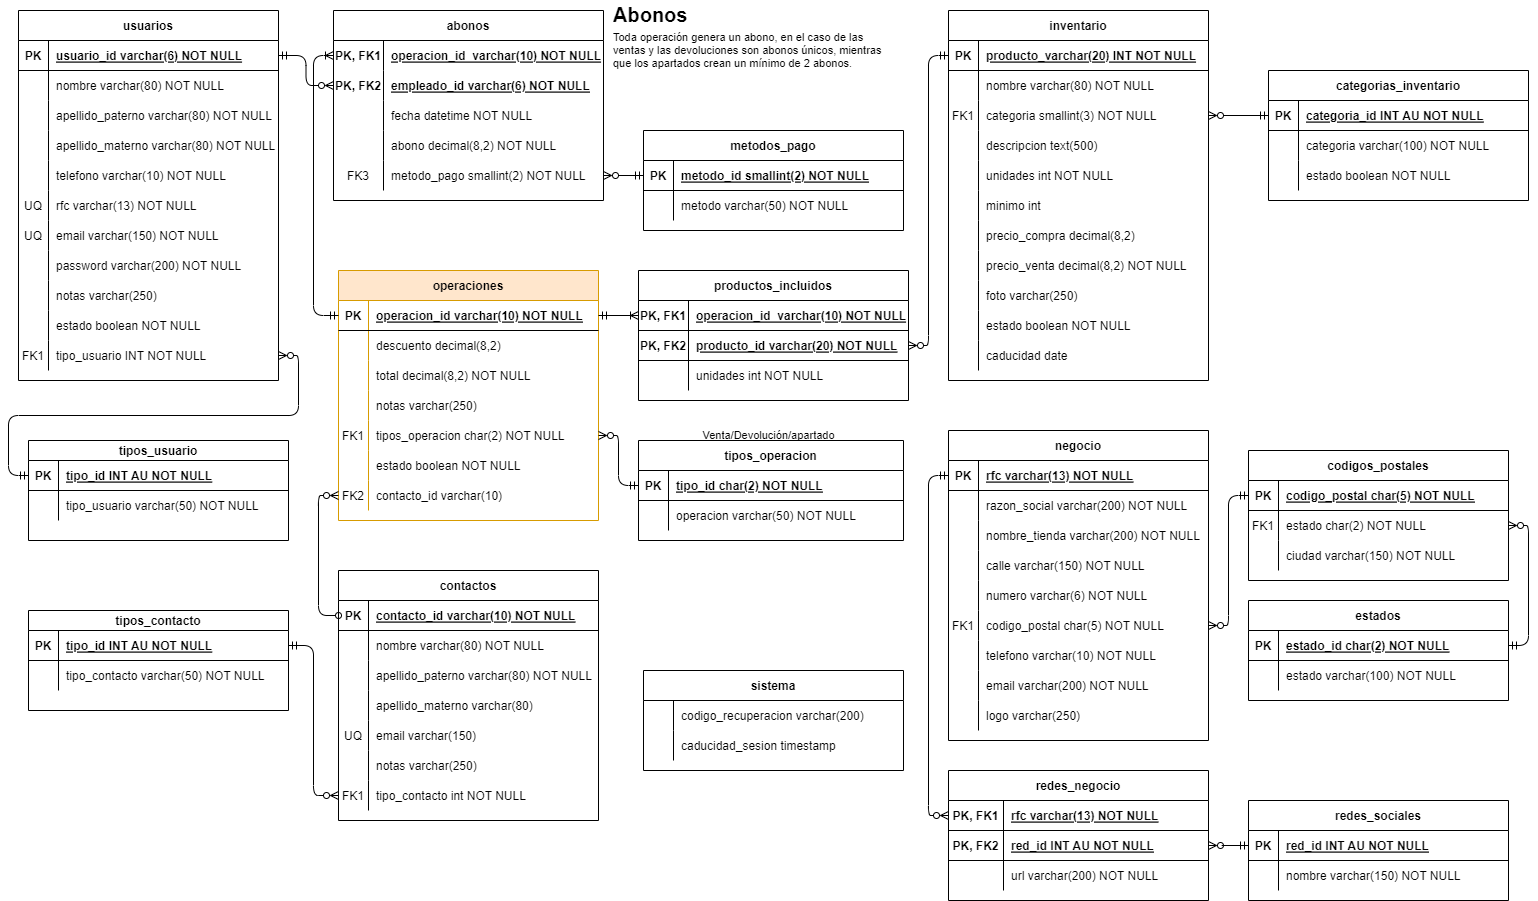 usuarios
PK usuario_id varchar(6) NOT NULL
nombre varchar(80) NOT NULL
apellido_paterno varchar(80) NOT NULL
apellido_materno varchar(80) NOT NULL
telefono varchar(10) NOT NULL
UQ rfc varchar(13) NOT NULL
UQ email varchar(150) NOT NULL
password varchar(200) NOT NULL
notas varchar(250)
estado boolean NOT NULL
FK1 tipo_usuario INT NOT NULL
abonos
PK, FK1 operacion_id varchar(10) NOT NULL
PK, FK2 empleado_id varchar(6) NOT NULL
fecha datetime NOT NULL
abono decimal(8,2) NOT NULL
FK3 metodo_pago smallint(2) NOT NULL
Abonos
Toda operación genera un abono, en el caso de las
ventas y las devoluciones son abonos únicos, mientras
que los apartados crean un mínimo de 2 abonos.
metodos_pago
PK metodo_id smallint(2) NOT NULL
metodo varchar(50) NOT NULL
inventario
PK producto_varchar(20) INT NOT NULL
nombre varchar(80) NOT NULL
FK1 categoria smallint(3) NOT NULL
descripcion text(500)
unidades int NOT NULL
minimo int
precio_compra decimal(8,2)
precio_venta decimal(8,2) NOT NULL
foto varchar(250)
estado boolean NOT NULL
caducidad date
categorias_inventario
PK categoria_id INT AU NOT NULL
categoria varchar(100) NOT NULL
estado boolean NOT NULL
operaciones
PK operacion_id varchar(10) NOT NULL
descuento decimal(8,2)
total decimal(8,2) NOT NULL
notas varchar(250)
FK1 tipos_operacion char(2) NOT NULL
estado boolean NOT NULL
FK2 contacto_id varchar(10)
productos_incluidos
PK, FK1 operacion_id varchar(10) NOT NULL
PK, FK2 producto_id varchar(20) NOT NULL
unidades int NOT NULL
Venta/Devolución/apartado
tipos_operacion
PK tipo_id char(2) NOT NULL
operacion varchar(50) NOT NULL
tipos_usuario
PK tipo_id INT AU NOT NULL
tipo_usuario varchar(50) NOT NULL
tipos_contacto
PK tipo_id INT AU NOT NULL
tipo_contacto varchar(50) NOT NULL
contactos
PK contacto_id varchar(10) NOT NULL
nombre varchar(80) NOT NULL
apellido_paterno varchar(80) NOT NULL
apellido_materno varchar(80)
UQ email varchar(150)
notas varchar(250)
FK1 tipo_contacto int NOT NULL
sistema
codigo_recuperacion varchar(200)
caducidad_sesion timestamp
negocio
PK rfc varchar(13) NOT NULL
razon_social varchar(200) NOT NULL
nombre_tienda varchar(200) NOT NULL
calle varchar(150) NOT NULL
numero varchar(6) NOT NULL
FK1 codigo_postal char(5) NOT NULL
telefono varchar(10) NOT NULL
email varchar(200) NOT NULL
logo varchar(250)
codigos_postales
PK codigo_postal char(5) NOT NULL
FK1 estado char(2) NOT NULL
ciudad varchar(150) NOT NULL
estados
PK estado_id char(2) NOT NULL
estado varchar(100) NOT NULL
redes_negocio
PK, FK1 rfc varchar(13) NOT NULL
PK, FK2 red_id INT AU NOT NULL
url varchar(200) NOT NULL
redes_sociales
PK red_id INT AU NOT NULL
nombre varchar(150) NOT NULL